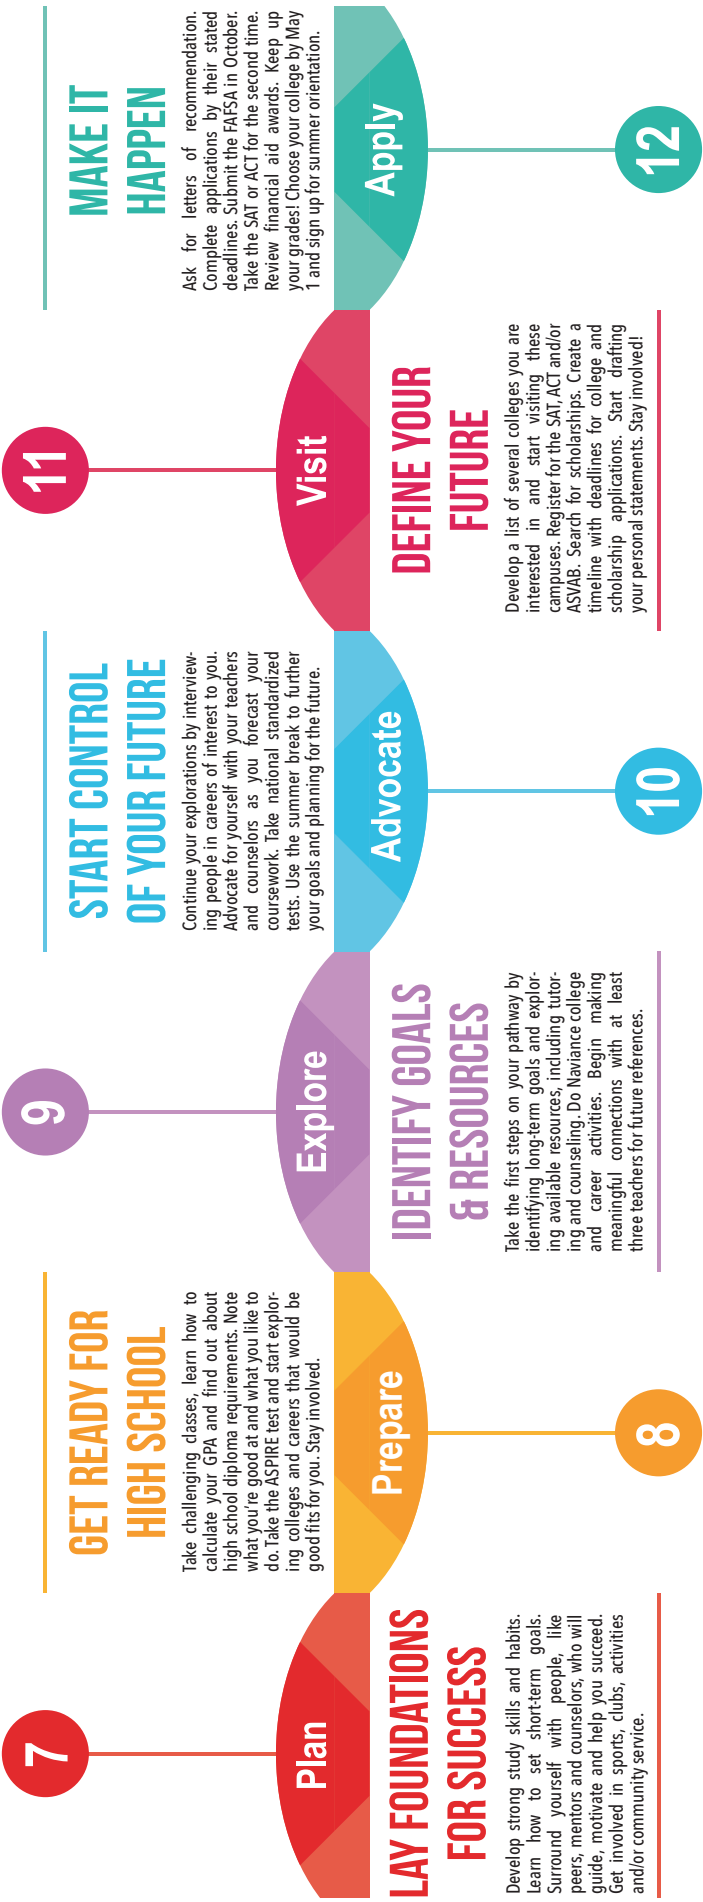 7
Plan
LAY FOUNDATIONS
FOR SUCCESS
Develop strong study skills and habits.
Learn how to set short-term goals.
Surround yourself with people, like
peers, mentors and counselors, who will
guide, motivate and help you succeed.
Get involved in sports, clubs, activities
and/or community service.
GET READY FOR
HIGH SCHOOL
Take challenging classes, learn how to
calculate your GPA and find out about
high school diploma requirements. Note
what you're good at and what you like to
do. Take the ASPIRE test and start explor-
ing colleges and careers that would be
good fits for you. Stay involved.
Prepare
8
9
Explore
IDENTIFY GOALS
& RESOURCES
Take the first steps on your pathway by
identifying long-term goals and explor-
ing available resources, including tutor-
ing and counseling. Do Naviance college
and career activities. Begin making
meaningful connections with at least
three teachers for future references.
START CONTROL
OF YOUR FUTURE
Continue your explorations by interview-
ing people in careers of interest to you.
Advocate for yourself with your teachers
and counselors as you forecast your
coursework. Take national standardized
tests. Use the summer break to further
your goals and planning for the future.
Advocate
10
11
Visit
DEFINE YOUR
FUTURE
Develop a list of several colleges you are
interested in and start visiting these
campuses. Register for the SAT, ACT and/or
ASVAB. Search for scholarships. Create a
timeline with deadlines for college and
scholarship applications. Start drafting
your personal statements. Stay involved!
MAKE IT
HAPPEN
Ask for letters of recommendation.
Complete applications by their stated
deadlines. Submit the FAFSA in October.
Take the SAT or ACT for the second time.
Review financial aid awards. Keep up
your grades! Choose your college by May
1 and sign up for summer orientation.
Apply
12